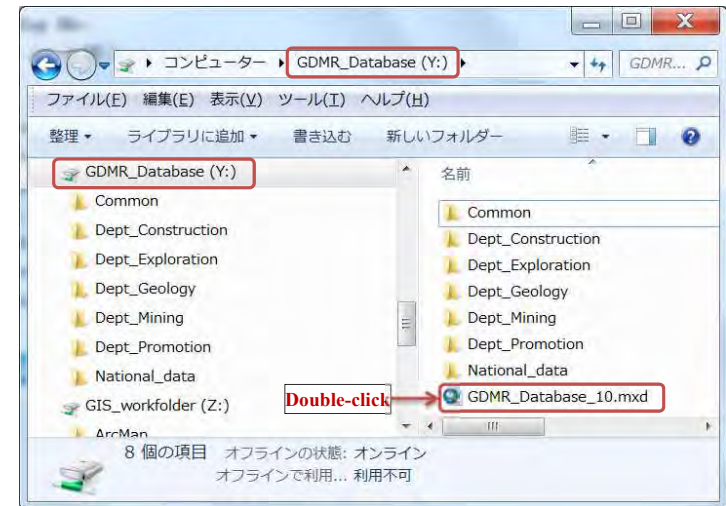 コンピューター GDMR_Database (Y:) GDMR...
ファイル(F) 編集(E) 表示(V) ツール(T) ヘルプ(H)
整理 ライブラリに追加 書き込む 新しいフォルダー
GDMR_Database (Y:)
Common
Dept_Construction
Dept_Exploration
Dept_Geology
Dept_Mining
Dept_Promotion
National_data
GIS_workfolder (Z:)
ArcMap
名前
Common
Dept_Construction
Dept_Exploration
Dept_Geology
Dept_Mining
Dept_Promotion
National_data
Double-click
GDMR_Database_10.mxd
8 個の項目 オフラインの状態: オンライン
オフラインで利用... 利用不可